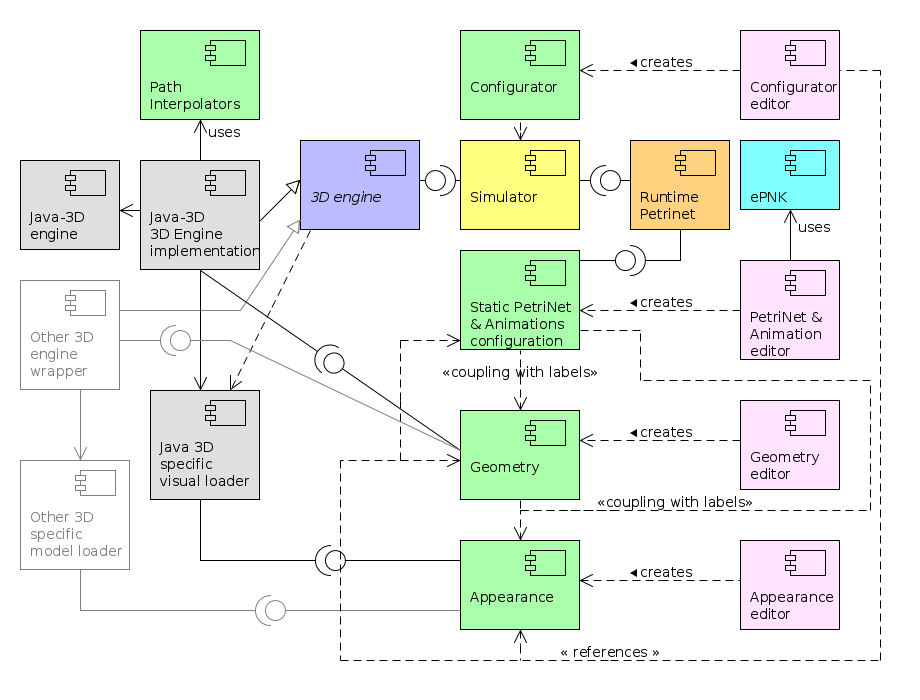 Path
Interpolators
Configurator
◄creates
Configurator
editor
uses
Java-3D
engine
Java-3D
3D Engine
implementation
3D engine
Simulator
Runtime
Petrinet
ePNK
uses
Other 3D
engine
wrapper
Static PetriNet
& Animations
configuration
◄creates
PetriNet &
Animation
editor
«coupling with labels»
Java 3D
specific
visual loader
Geometry
◄creates
Geometry
editor
«coupling with labels»
Other 3D
specific
model loader
Appearance
◄creates
Appearance
editor
« references »